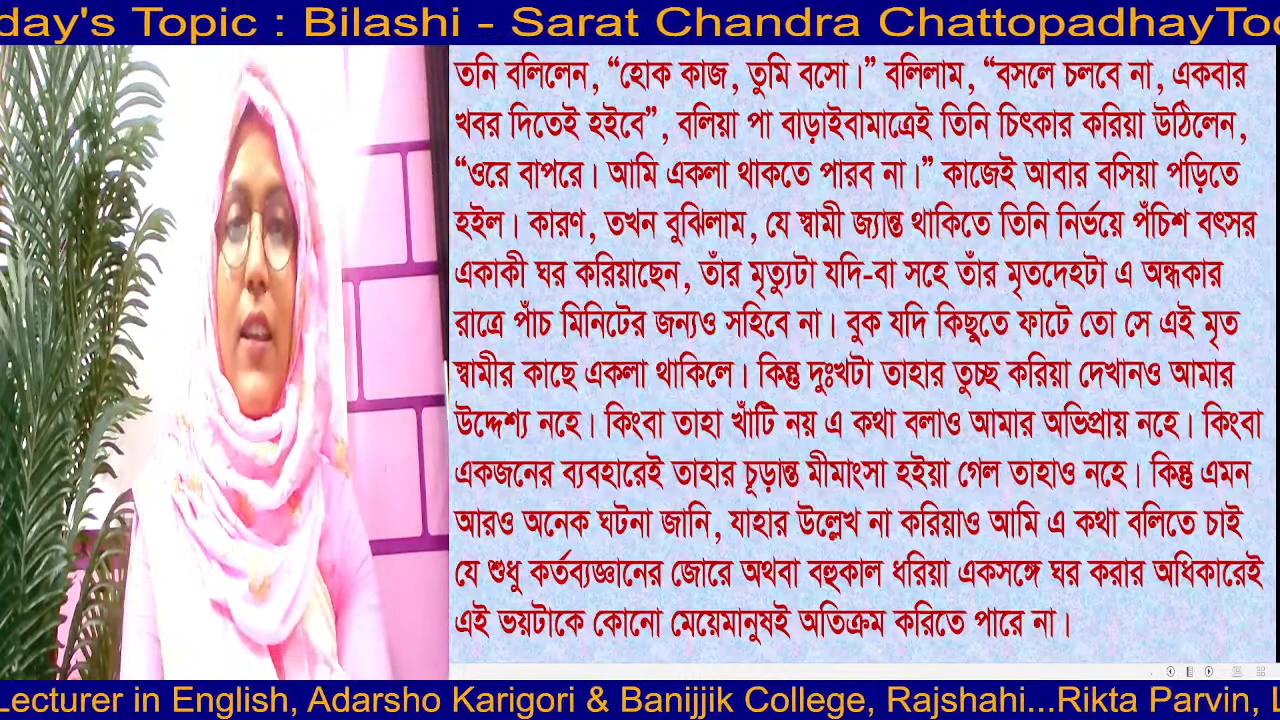 day's Topic : Bilashi - Sarat Chandra ChattopadhayTod
তনি বলিলেন, “হোক কাজ, তুমি বসো।” বলিলাম, “বসলে চলবে না, একবার
খবর দিতেই হইবে”, বলিয়া পা বাড়াইবামাত্রেই তিনি চিৎকার করিয়া উঠিলেন,
“ওরে বাপরে। আমি একলা থাকতে পারব না।” কাজেই আবার বসিয়া পড়িতে
হইল। কারণ, তখন বুঝিলাম, যে স্বামী জ্যান্ত থাকিতে তিনি নির্ভয়ে পঁচিশ বৎসর
একাকী ঘর করিয়াছেন, তাঁর মৃত্যুটা যদি-বা সহে তাঁর মৃতদেহটা এ অন্ধকার
রাত্রে পাঁচ মিনিটের জন্যও সহিবে না। বুক যদি কিছুতে ফাটে তো সে এই মৃত
স্বামীর কাছে একলা থাকিলে। কিন্তু দুঃখটা তাহার তুচ্ছ করিয়া দেখানও আমার
উদ্দেশ্য নহে। কিংবা তাহা খাঁটি নয় এ কথা বলাও আমার অভিপ্রায় নহে। কিংবা
একজনের ব্যবহারেই তাহার চূড়ান্ত মীমাংসা হইয়া গেল তাহাও নহে। কিন্তু এমন
আরও অনেক ঘটনা জানি, যাহার উল্লেখ না করিয়াও আমি এ কথা বলিতে চাই
যে শুধু কর্তব্যজ্ঞানের জোরে অথবা বহুকাল ধরিয়া একসঙ্গে ঘর করার অধিকারেই
এই ভয়টাকে কোনো মেয়েমানুষই অতিক্রম করিতে পারে না।
Lecturer in English, Adarsho Karigori & Banijjik College, Rajshahi...Rikta Parvin, L